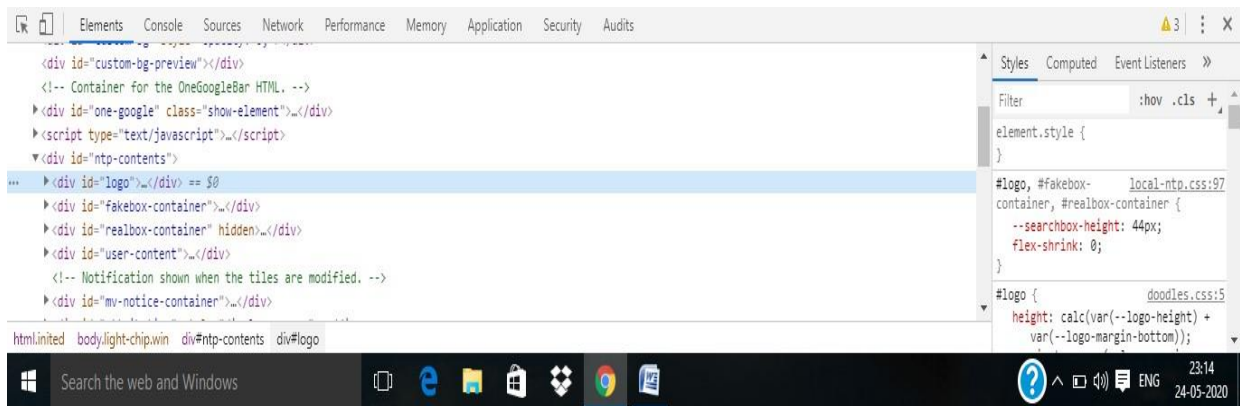 Elements Console Sources Network Performance Memory Application Security Audits 3
<div id="custom-bg-preview"></div>
<!-- Container for the OneGoogleBar HTML. -->
<div id="one-google" class="show-element">…</div>
<script type="text/javascript">…</script>
<div id="ntp-contents">
<div id="logo">…</div> == $0
<div id="fakebox-container">…</div>
<div id="realbox-container" hidden>…</div>
<div id="user-content">…</div>
<!-- Notification shown when the tiles are modified. -->
<div id="mv-notice-container">…</div>
html.inited body.light-chip.win div#ntp-contents div#logo
Styles Computed Event Listeners »
Filter :hov .cls +
element.style {
}
#logo, #fakebox- local-ntp.css:97
container, #realbox-container {
--searchbox-height: 44px;
flex-shrink: 0;
}
#logo { doodles.css:5
height: calc(var(--logo-height) +
var(--logo-margin-bottom));
Search the web and Windows
ENG
23:14
24-05-2020